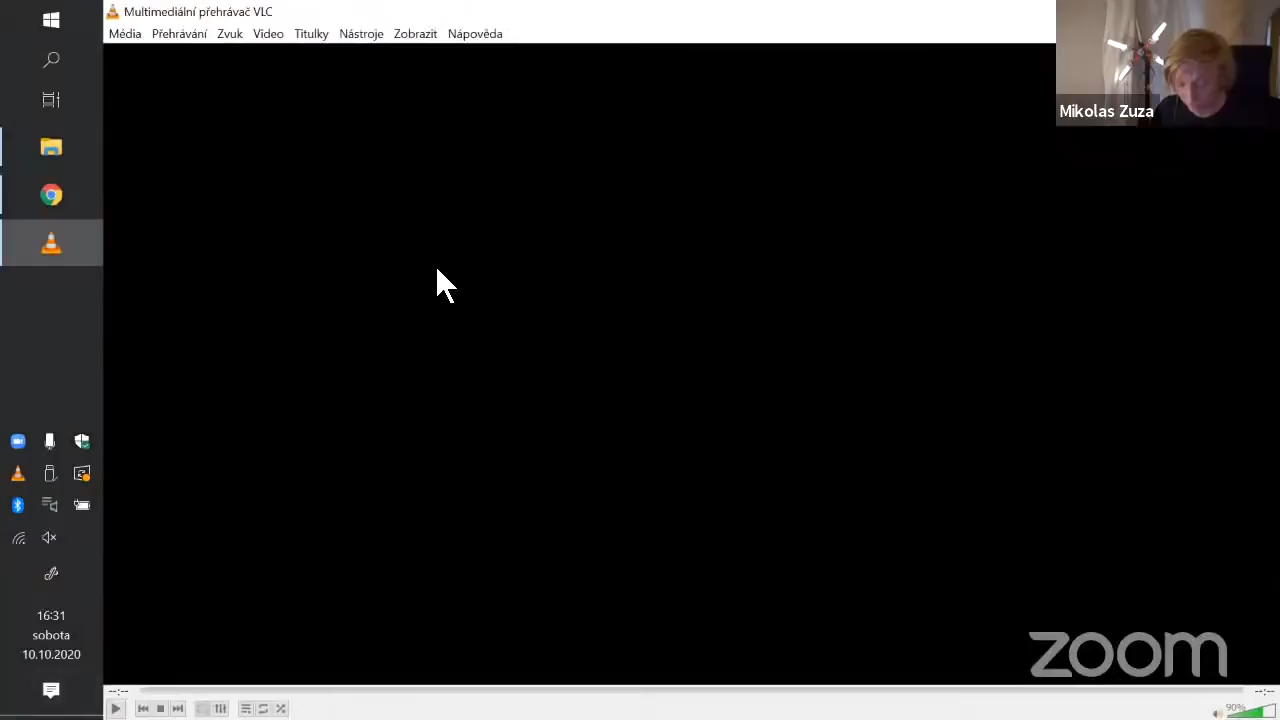 Multimediální přehrávač VLC
Média Přehrávání Zvuk Video Titulky Nástroje Zobrazit Nápověda
Mikolas Zuza
16:31
sobota
10.10.2020
zoom
--:-- --:--
90%